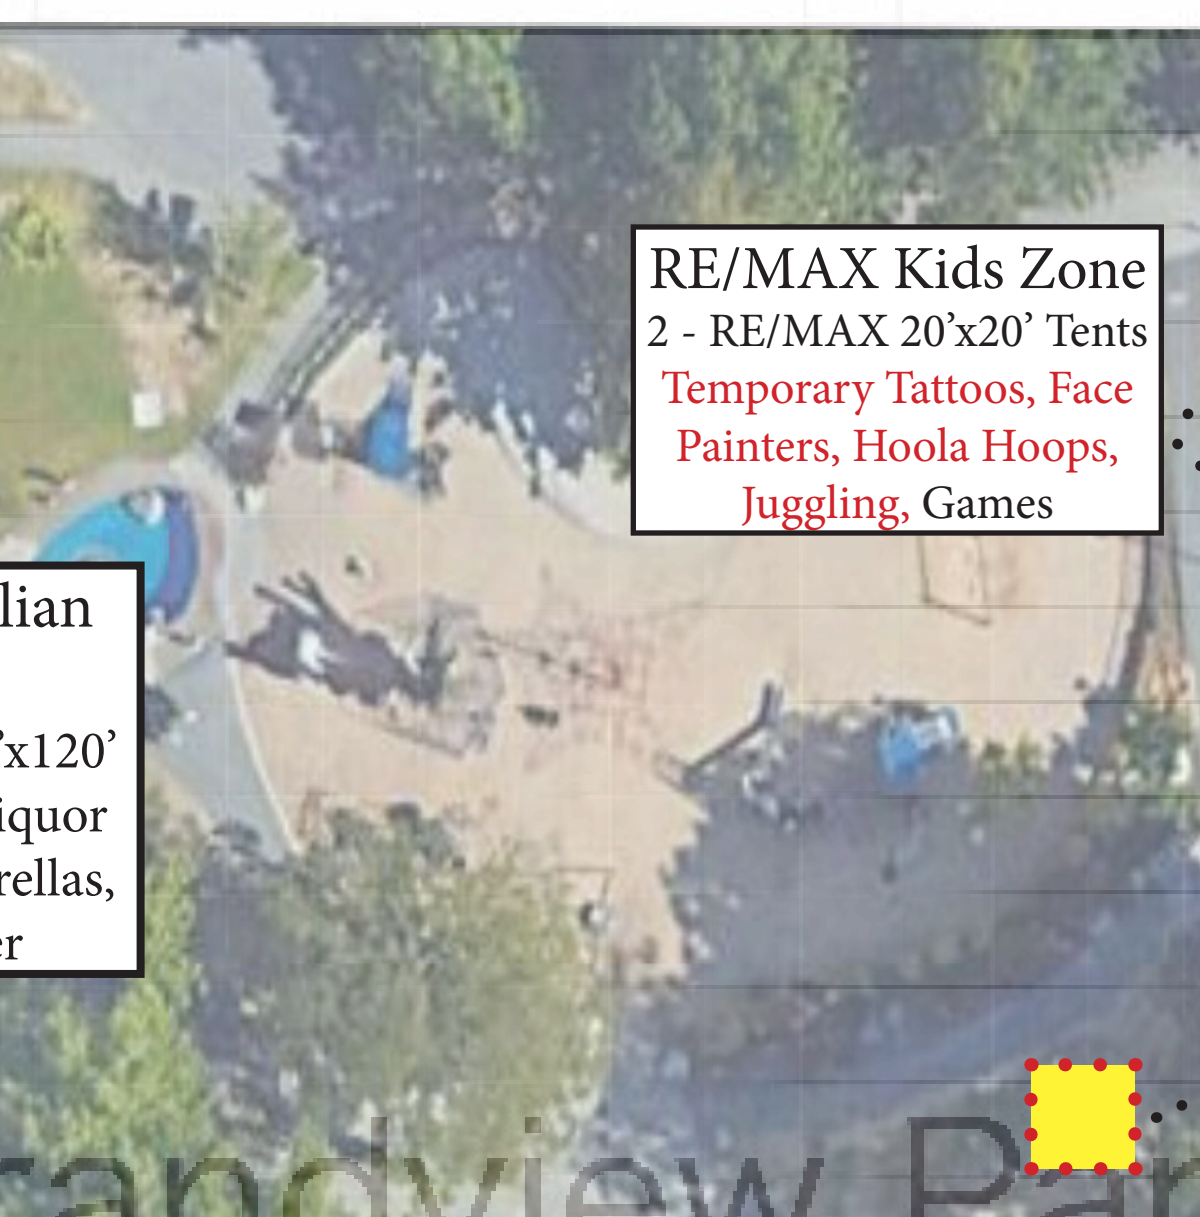 RE/MAX Kids Zone
2 - RE/MAX 20’x20’ Tents
Temporary Tattoos, Face
Painters, Hoola Hoops,
Juggling, Games
lian
’x120’
iquor
rellas,
er
randview Par